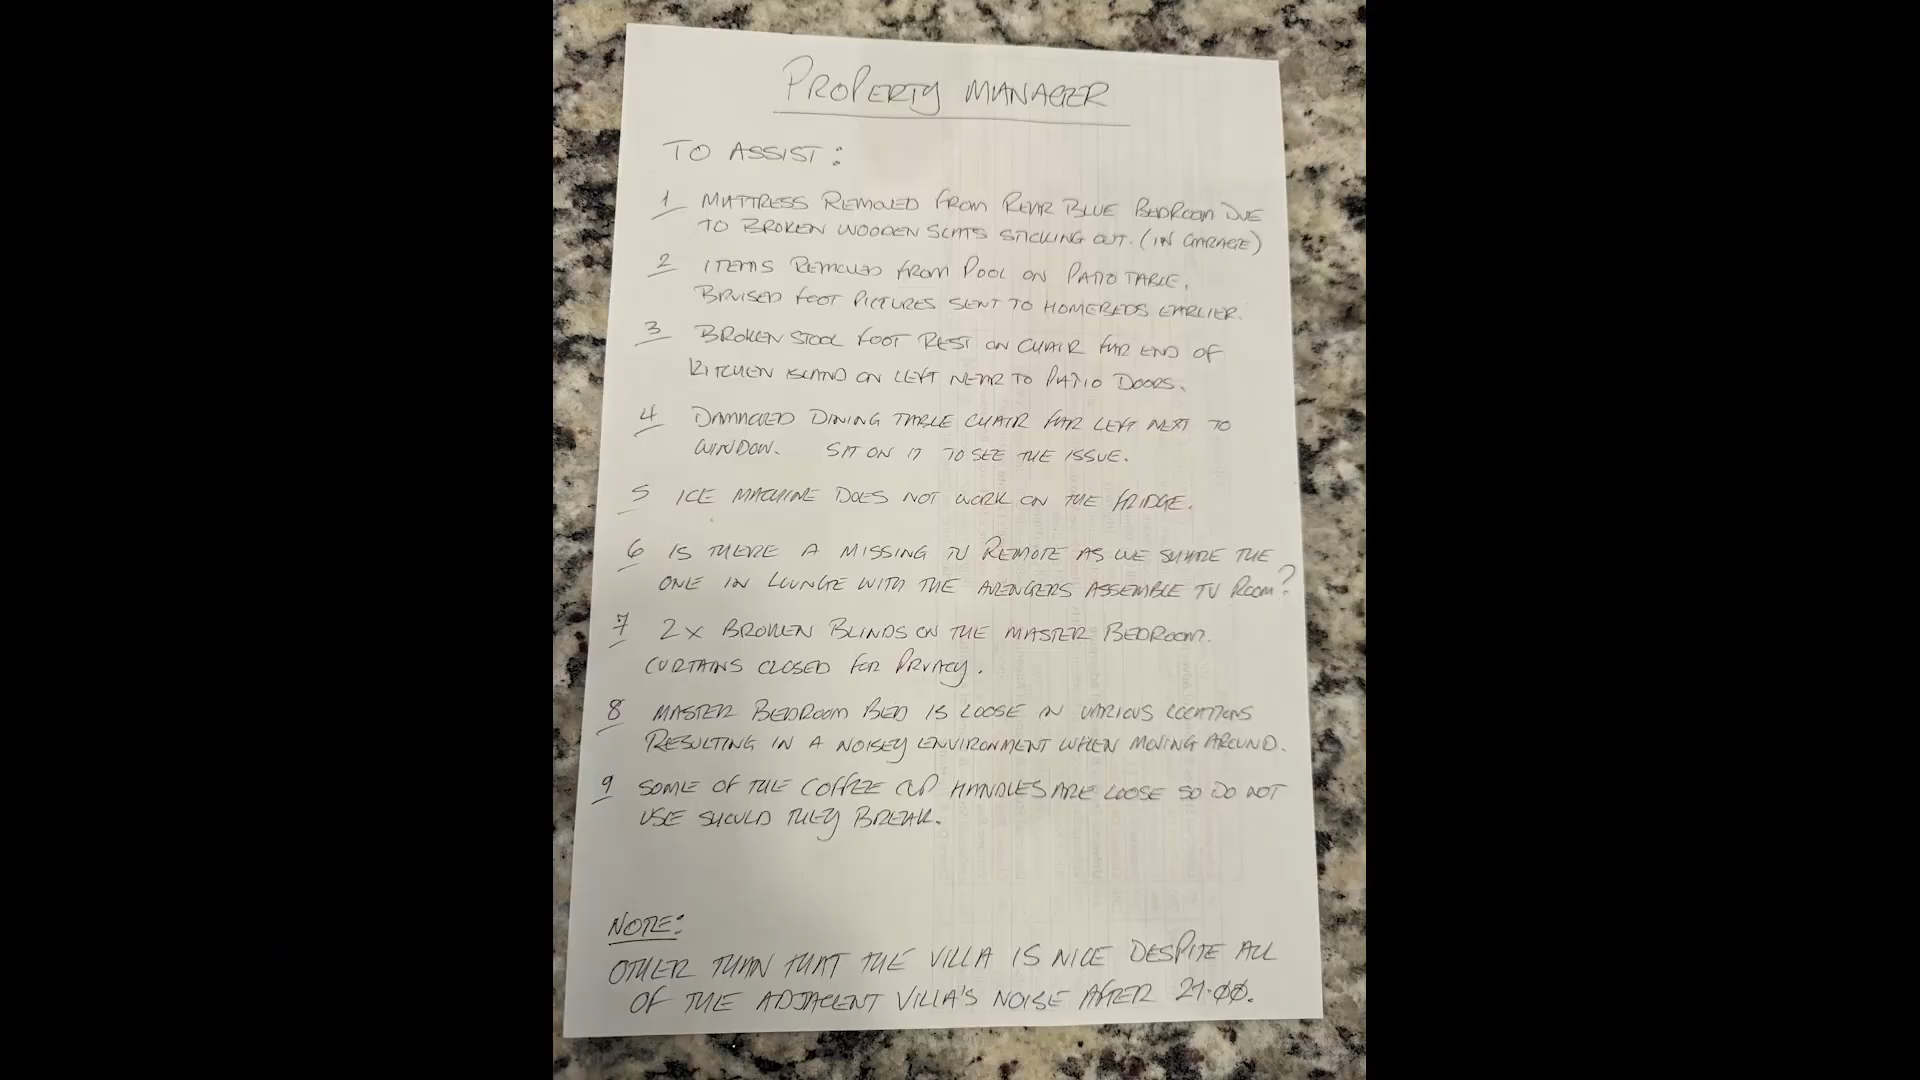 PROPERTY MANAGER
TO ASSIST:
1 MATTRESS REMOVED FROM REAR BLUE BEDROOM DUE
TO BROKEN WOODEN SLATS STICKING OUT. (IN GARAGE)
2 ITEMS REMOVED FROM POOL ON PATIO TABLE.
BRUISED FOOT PICTURES SENT TO HOMEBEDS EARLIER.
3 BROKEN STOOL FOOT REST ON CHAIR FAR END OF
KITCHEN ISLAND ON LEFT NEAR TO PATIO DOORS.
4 DAMAGED DINING TABLE CHAIR FAR LEFT NEXT TO
WINDOW. SIT ON IT TO SEE THE ISSUE.
5 ICE MACHINE DOES NOT WORK ON THE FRIDGE.
6 IS THERE A MISSING TV REMOTE AS WE SHARE THE
ONE IN LOUNGE WITH THE AVENGERS ASSEMBLE TV ROOM?
7 2X BROKEN BLINDS ON THE MASTER BEDROOM.
CURTAINS CLOSED FOR PRIVACY.
8 MASTER BEDROOM BED IS LOOSE IN VARIOUS LOCATIONS
RESULTING IN A NOISEY ENVIRONMENT WHEN MOVING AROUND.
9 SOME OF THE COFFEE CUP HANDLES ARE LOOSE SO DO NOT
USE SHOULD THEY BREAK.
NOTE:
OTHER THAN THAT THE VILLA IS NICE DESPITE ALL
OF THE ADJACENT VILLA'S NOISE AFTER 21.00.